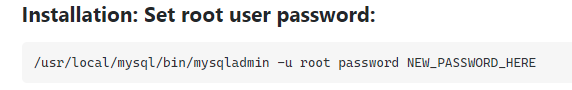 Installation: Set root user password:
/usr/local/mysql/bin/mysqladmin -u root password NEW_PASSWORD_HERE